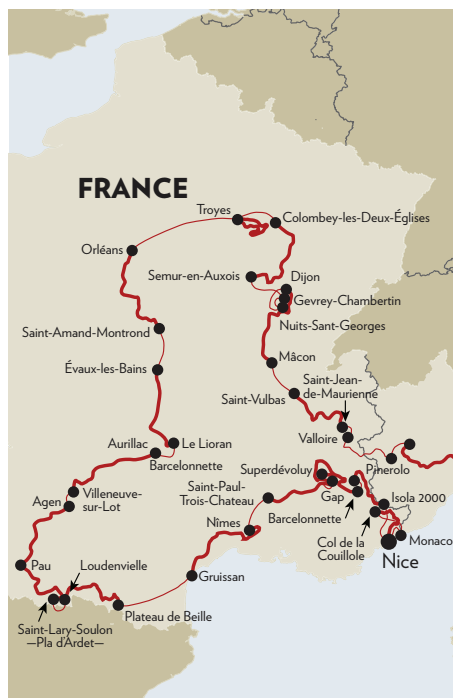 FRANCE
Troyes
Colombey-les-Deux-Églises
Orléans
Semur-en-Auxois
Dijon
Gevrey-Chambertin
Nuits-Sant-Georges
Saint-Amand-Montrond
Mâcon
Évaux-les-Bains
Saint-Jean-
de-Maurienne
Saint-Vulbas
Valloire
Aurillac
Le Lioran
Barcelonnette
Superdévoluy
Pinerolo
Villeneuve-
sur-Lot
Agen
Saint-Paul-
Trois-Chateau
Gap
Isola 2000
Barcelonnette
Nîmes
Col de la
Couillole
Monaco
Nice
Pau
Loudenvielle
Gruissan
Plateau de Beille
Saint-Lary-Soulon
—Pla d'Ardet—